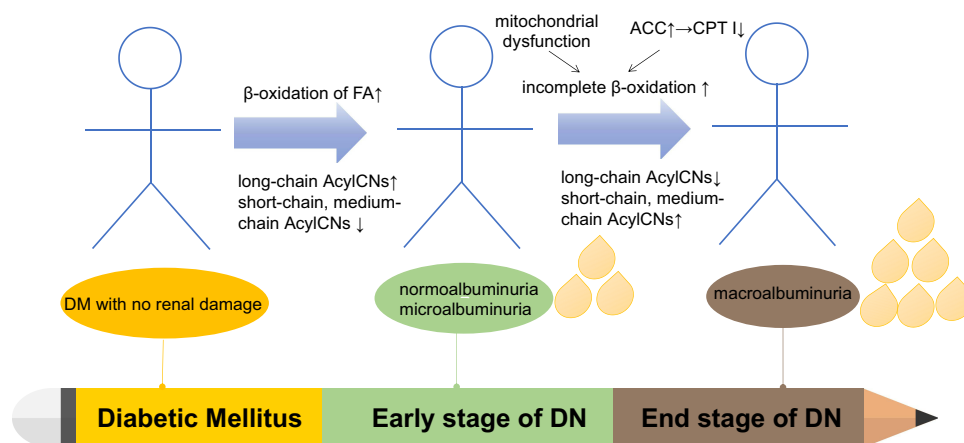 mitochondrial
dysfunction
ACC↑→CPT I↓
β-oxidation of FA↑
incomplete β-oxidation ↑
long-chain AcylCNs↑
short-chain, medium-
chain AcylCNs ↓
long-chain AcylCNs↓
short-chain, medium-
chain AcylCNs↑
DM with no renal damage
normoalbuminuria
microalbuminuria
macroalbuminuria
Diabetic Mellitus
Early stage of DN
End stage of DN